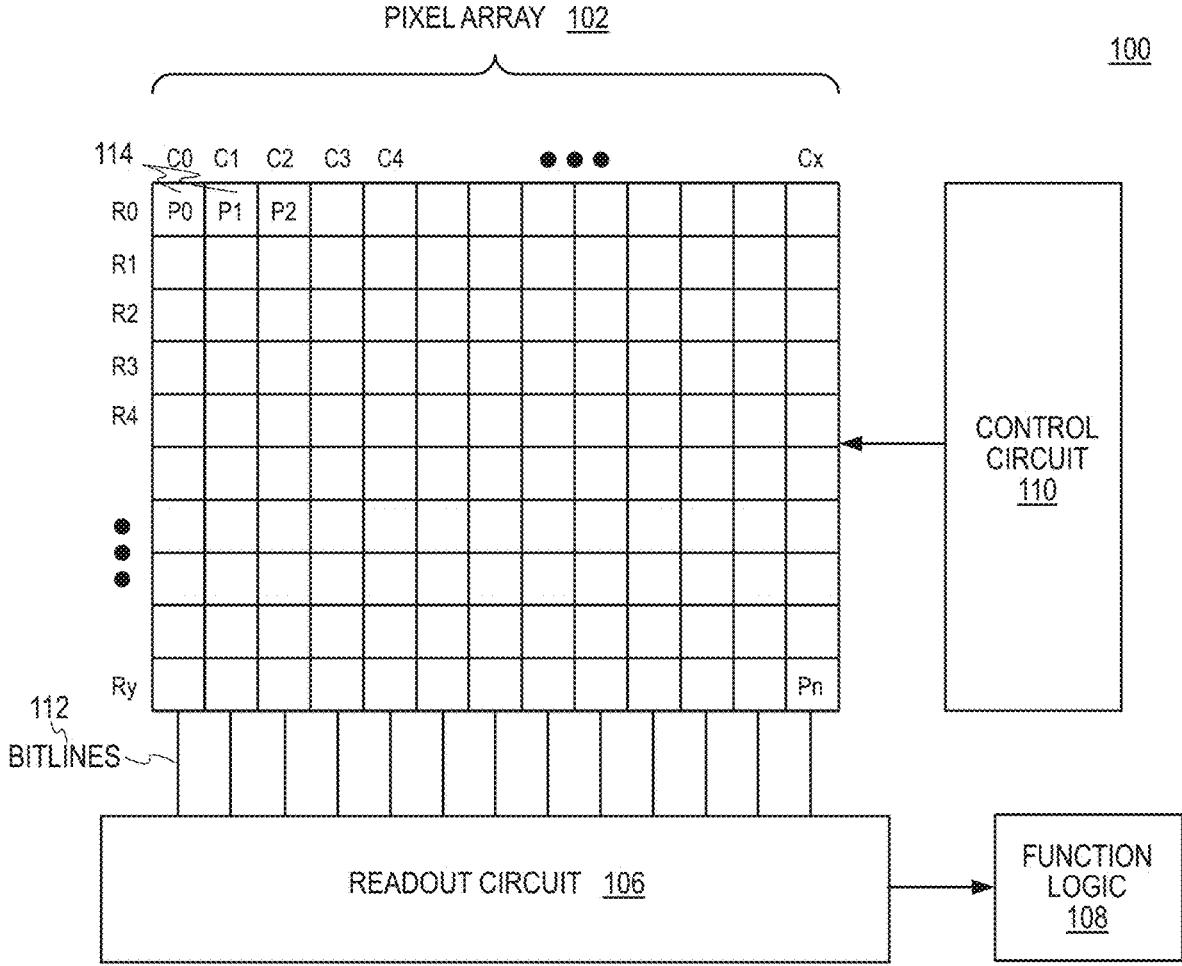 PIXEL ARRAY 102
100
114
C0 C1 C2 C3 C4 Cx
R0 P0 P1 P2
R1
R2
R3
R4
CONTROL
CIRCUIT
110
Ry Pn
112
BITLINES
READOUT CIRCUIT 106
FUNCTION
LOGIC
108